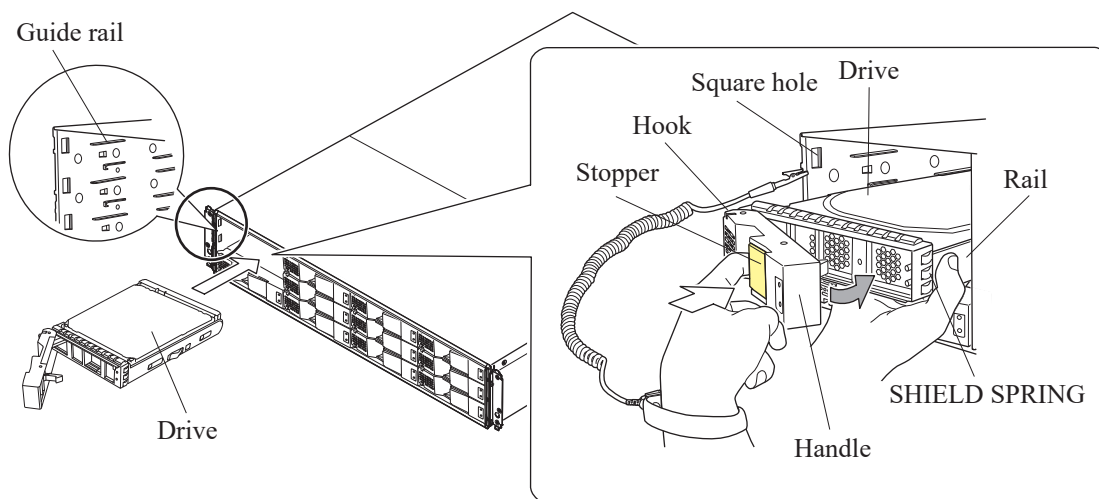 Guide rail
Square hole
Drive
Hook
Stopper
Rail
SHIELD SPRING
Drive
Handle